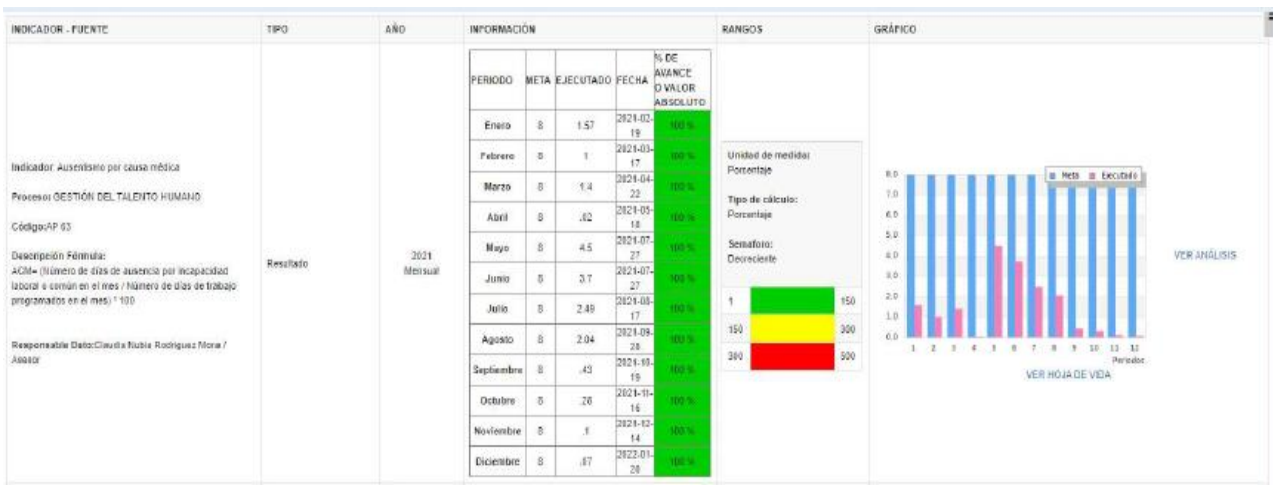 INDICADOR - FUENTE TIPO AÑO INFORMACIÓN RANGOS GRÁFICO
PERIODO META EJECUTADO FECHA % DE AVANCE O VALOR ABSOLUTO
Enero 8 1.57 2021-02-19 100 %
Febrero 8 1 2021-03-17 100 %
Marzo 8 1.4 2021-04-22 100 %
Abril 8 .02 2021-05-18 100 %
Mayo 8 4.5 2021-07-27 100 %
Junio 8 3.7 2021-07-27 100 %
Julio 8 2.49 2021-08-17 100 %
Agosto 8 2.04 2021-09-28 100 %
Septiembre 8 .43 2021-10-19 100 %
Octubre 8 .28 2021-11-16 100 %
Noviembre 8 .1 2021-12-14 100 %
Diciembre 8 .07 2022-01-20 100 %
Indicador: Ausentismo por causa médica
Proceso: GESTIÓN DEL TALENTO HUMANO
Código:AP 63
Descripción Fórmula:
ACM= (Número de días de ausencia por incapacidad
laboral o común en el mes / Número de días de trabajo
programados en el mes) * 100
Responsable Dato:Claudia Nubia Rodriguez Mora /
Asesor
Resultado
2021
Mensual
Unidad de medida:
Porcentaje
Tipo de cálculo:
Porcentaje
Semaforo:
Decreciente
1 150
150 300
300 500
Meta Ejecutado
8.0
7.0
6.0
5.0
4.0
3.0
2.0
1.0
0.0
1 2 3 4 5 6 7 8 9 10 11 12
Periodos
VER HOJA DE VIDA
VER ANÁLISIS